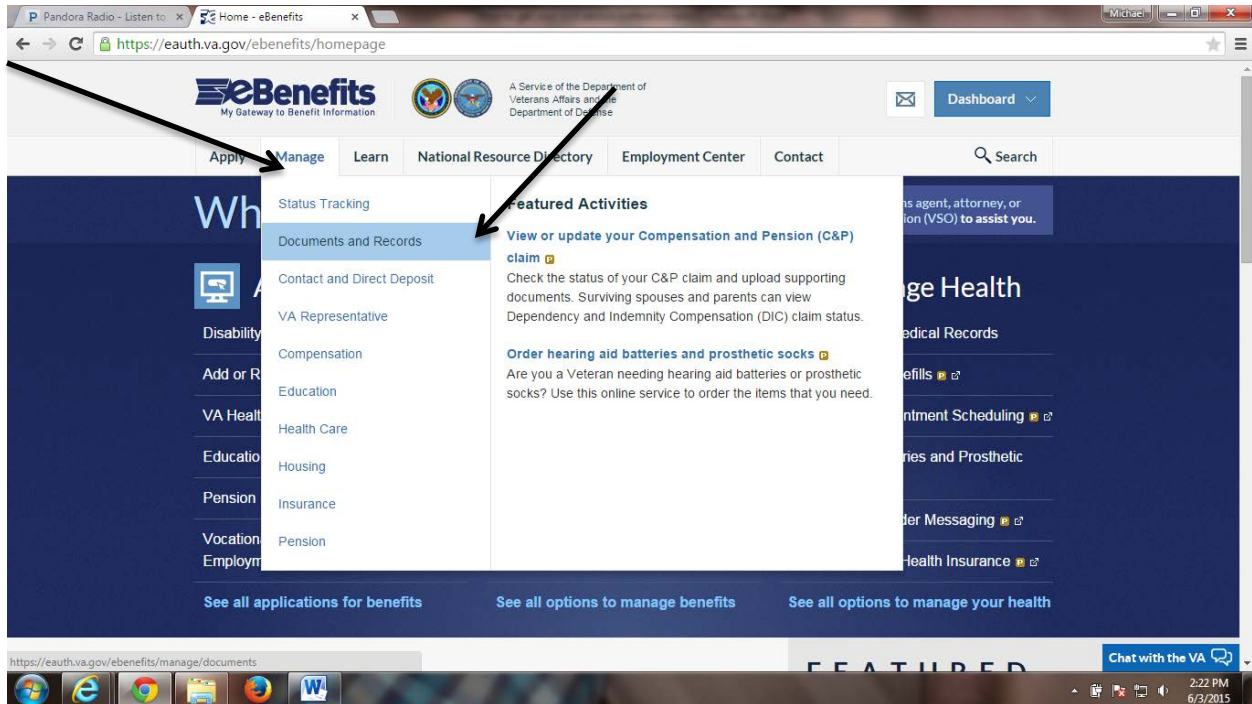 Pandora Radio - Listen to
Home - eBenefits
Michael
https://eauth.va.gov/ebenefits/homepage
eBenefits
My Gateway to Benefit Information
A Service of the Department of
Veterans Affairs and the
Department of Defense
Dashboard
Apply Manage Learn National Resource Directory Employment Center Contact Search
Wh
ns agent, attorney, or
ion (VSO) to assist you.
Status Tracking
Documents and Records
Contact and Direct Deposit
VA Representative
Compensation
Education
Health Care
Housing
Insurance
Pension
Featured Activities
View or update your Compensation and Pension (C&P)
claim P
Check the status of your C&P claim and upload supporting
documents. Surviving spouses and parents can view
Dependency and Indemnity Compensation (DIC) claim status.
Order hearing aid batteries and prosthetic socks P
Are you a Veteran needing hearing aid batteries or prosthetic
socks? Use this online service to order the items that you need.
A
Disability
Add or R
VA Healt
Educatio
Pension
Vocation
Employm
ge Health
edical Records
efills P
ntment Scheduling P
ries and Prosthetic
der Messaging P
Health Insurance P
See all applications for benefits
See all options to manage benefits
See all options to manage your health
https://eauth.va.gov/ebenefits/manage/documents
FEATURED
Chat with the VA
2:22 PM
6/3/2015